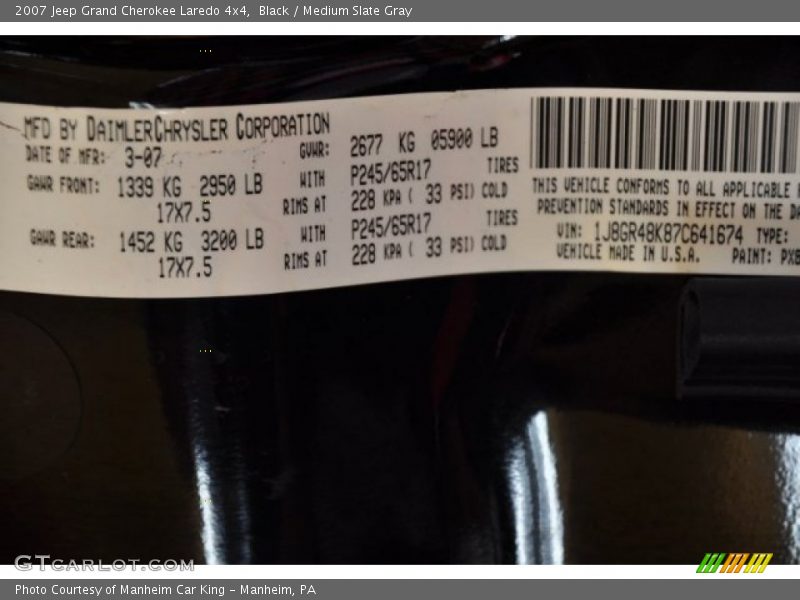 2007 Jeep Grand Cherokee Laredo 4x4,  Black / Medium Slate Gray
MFD BY DAIMLERCHRYSLER CORPORATION
DATE OF MFR: 3-07 GVWR: 2677 KG 05900 LB
GAWR FRONT: 1339 KG 2950 LB WITH P245/65R17 TIRES
17X7.5 RIMS AT 228 KPA ( 33 PSI) COLD
GAWR REAR: 1452 KG 3200 LB WITH P245/65R17 TIRES
17X7.5 RIMS AT 228 KPA ( 33 PSI) COLD
THIS VEHICLE CONFORMS TO ALL APPLICABLE
PREVENTION STANDARDS IN EFFECT ON THE
VIN: 1J8GR48K87C641674 TYPE:
VEHICLE MADE IN U.S.A. PAINT: PX8
GTCARLOT.COM
Photo Courtesy of Manheim Car King - Manheim, PA